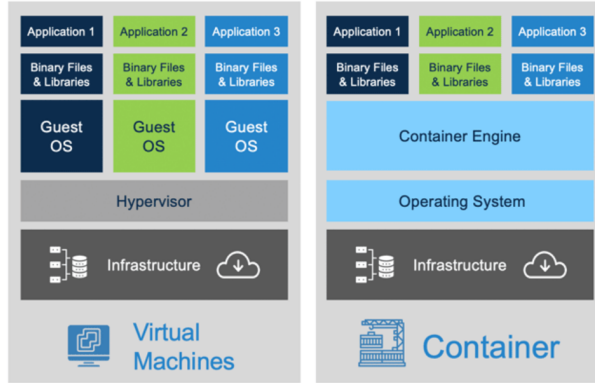 Application 1
Application 2
Application 3
Binary Files
& Libraries
Binary Files
& Libraries
Binary Files
& Libraries
Guest
OS
Guest
OS
Guest
OS
Hypervisor
Infrastructure
Virtual
Machines
Application 1
Application 2
Application 3
Binary Files
& Libraries
Binary Files
& Libraries
Binary Files
& Libraries
Container Engine
Operating System
Infrastructure
Container